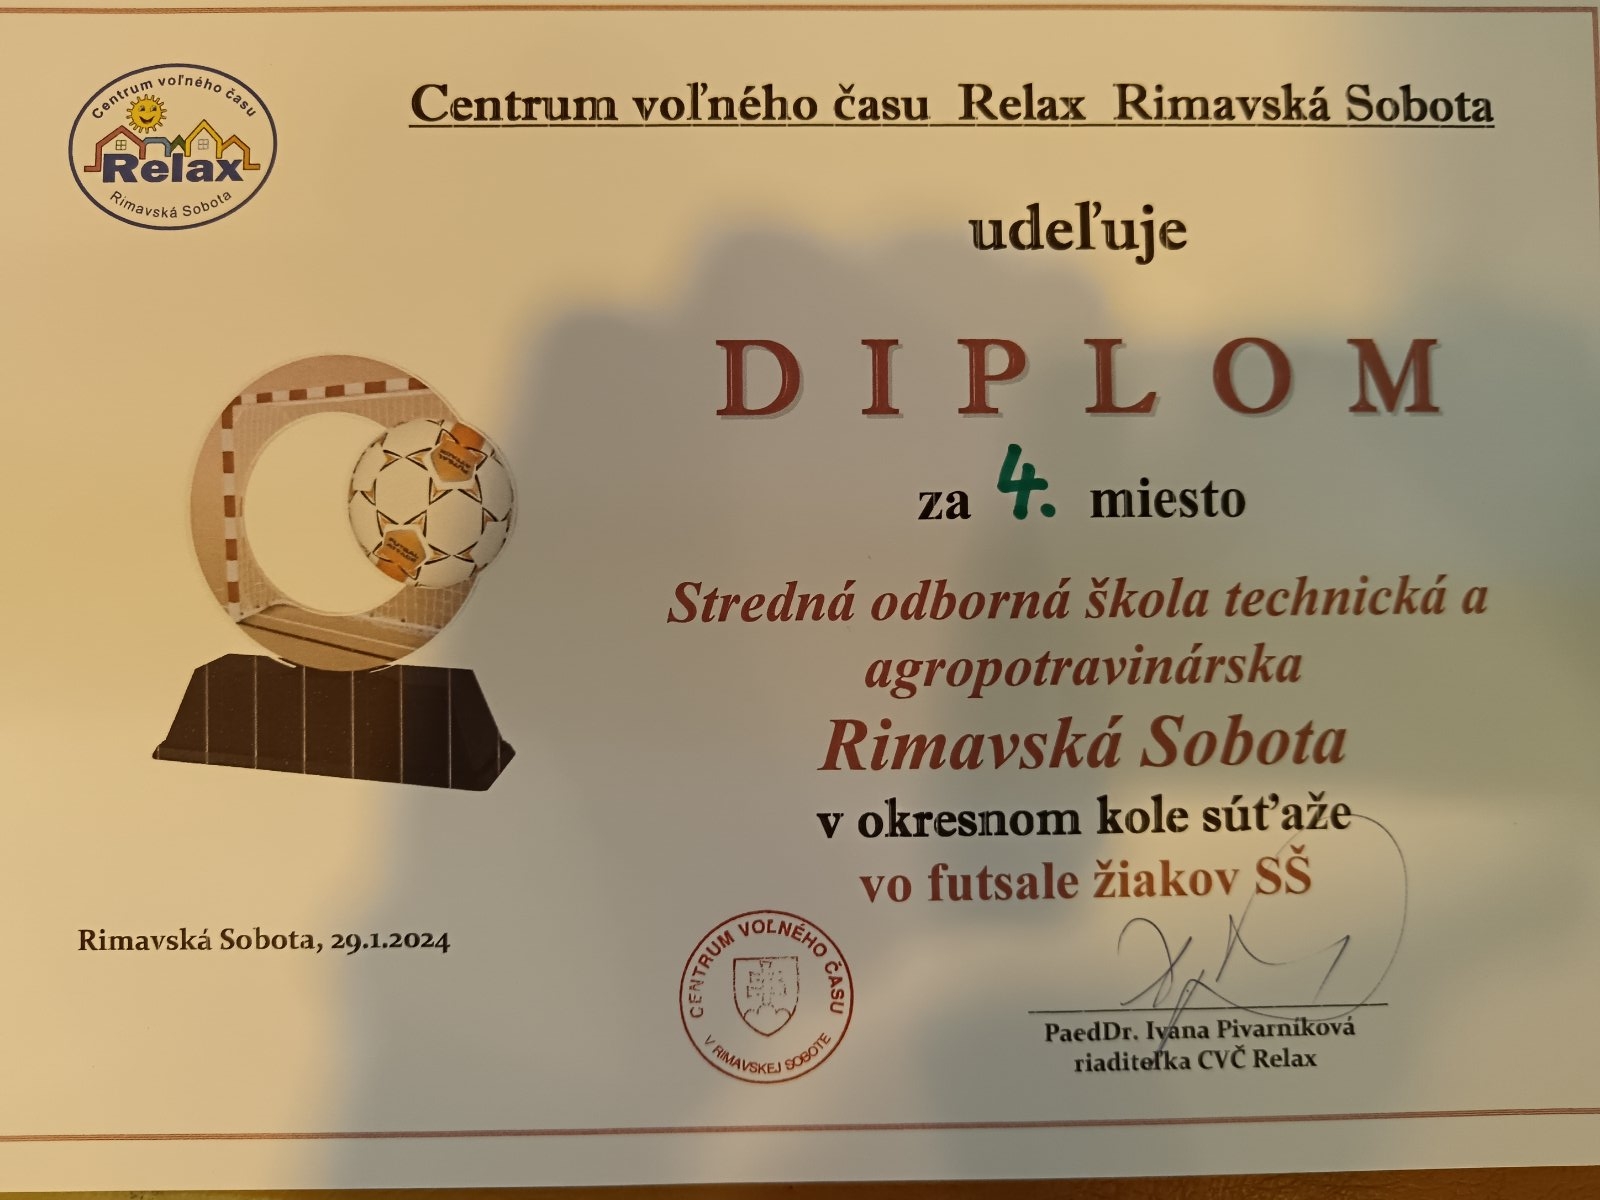 Centrum voľného času
Relax
Rimavská Sobota
Centrum voľného času Relax Rimavská Sobota
udeľuje
DIPLOM
za 4. miesto
Stredná odborná škola technická a
agropotravinárska
Rimavská Sobota
v okresnom kole súťaže
vo futsale žiakov SŠ
Rimavská Sobota, 29.1.2024
CENTRUM VOĽNÉHO ČASU
V RIMAVSKEJ SOBOTE
PaedDr. Ivana Pivarníková
riaditeľka CVČ Relax